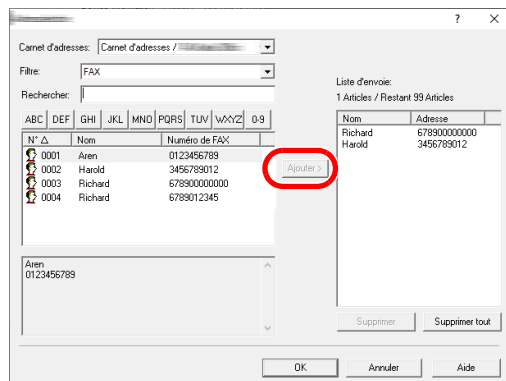 ? ✕
Carnet d'adresses: Carnet d'adresses /
Filtre: FAX
Rechercher:
ABC DEF GHI JKL MNO PQRS TUV WXYZ 0-9
N° △ Nom Numéro de FAX
0001 Aren 0123456789
0002 Harold 3456789012
0003 Richard 678900000000
0004 Richard 6789012345
Aren
0123456789
Ajouter >
Liste d'envoie:
1 Articles / Restant 99 Articles
Nom Adresse
Richard 678900000000
Harold 3456789012
Supprimer Supprimer tout
OK Annuler Aide